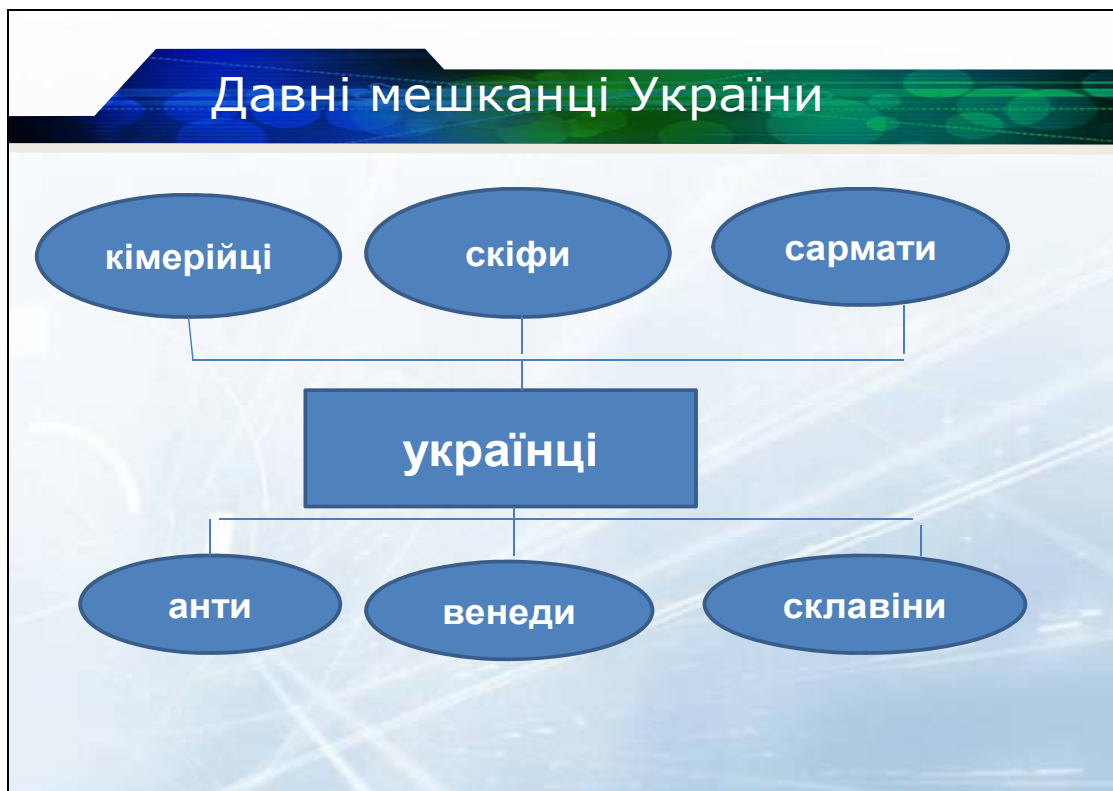 Давні мешканці України
кімерійці
скіфи
сармати
українці
анти
венеди
склавіни